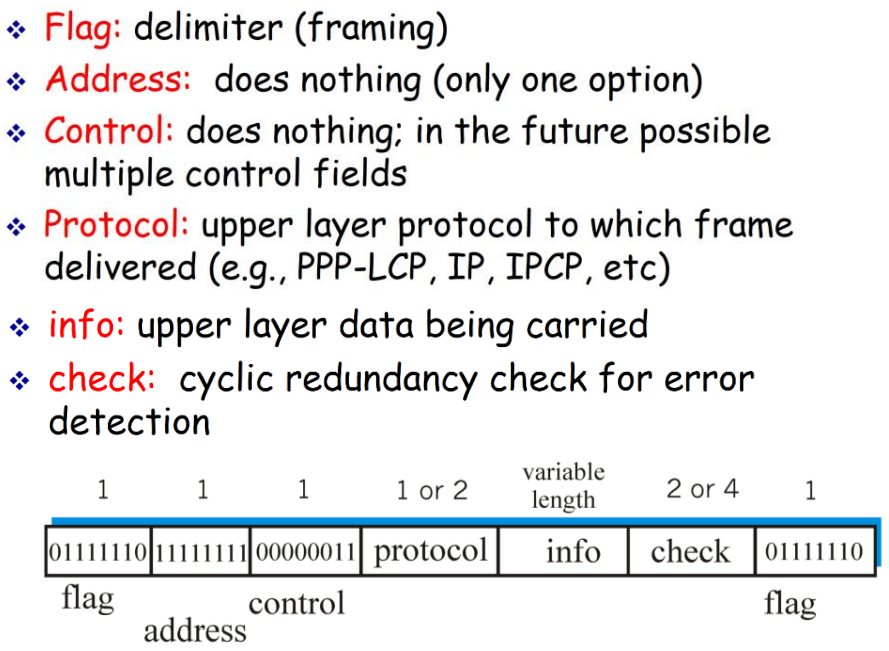 Flag: delimiter (framing)
Address: does nothing (only one option)
Control: does nothing; in the future possible
multiple control fields
Protocol: upper layer protocol to which frame
delivered (e.g., PPP-LCP, IP, IPCP, etc)
info: upper layer data being carried
check: cyclic redundancy check for error
detection
1 1 1 1 or 2 variable length 2 or 4 1
01111110 11111111 00000011 protocol info check 01111110
flag address control flag